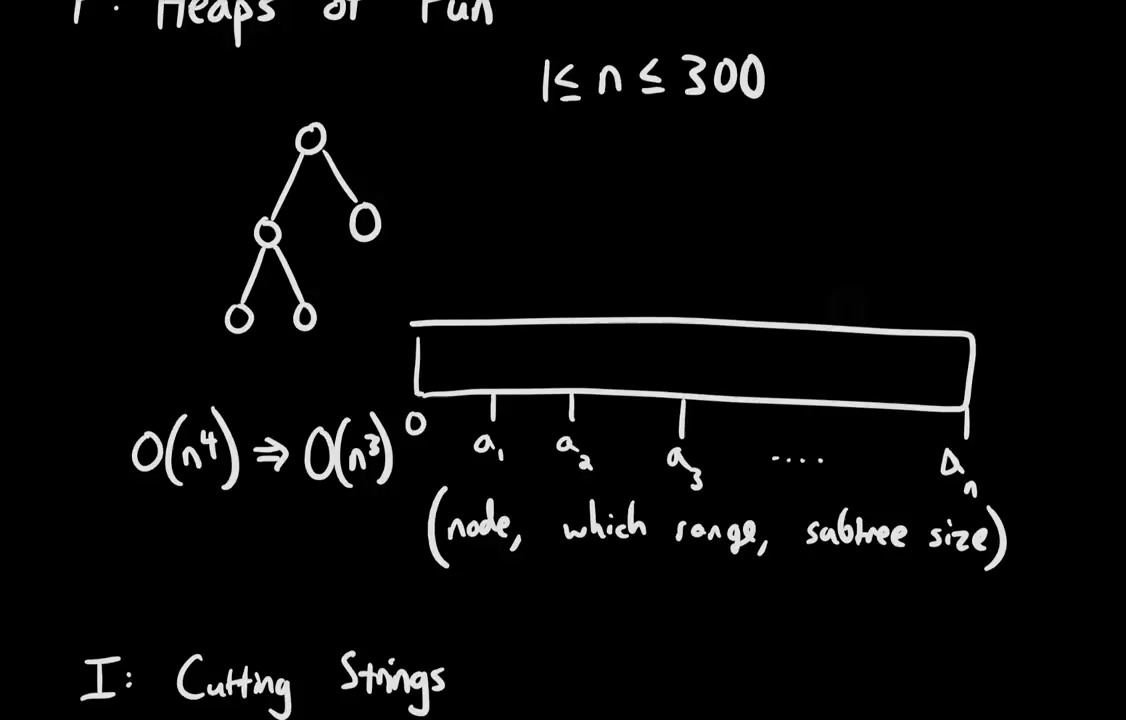 : Heaps of Fun
1 ≤ n ≤ 300
O(n⁴) ⇒ O(n³)
0 a₁ a₂ a₃ .... aₙ
(node, which range, subtree size)
I: Cutting Strings